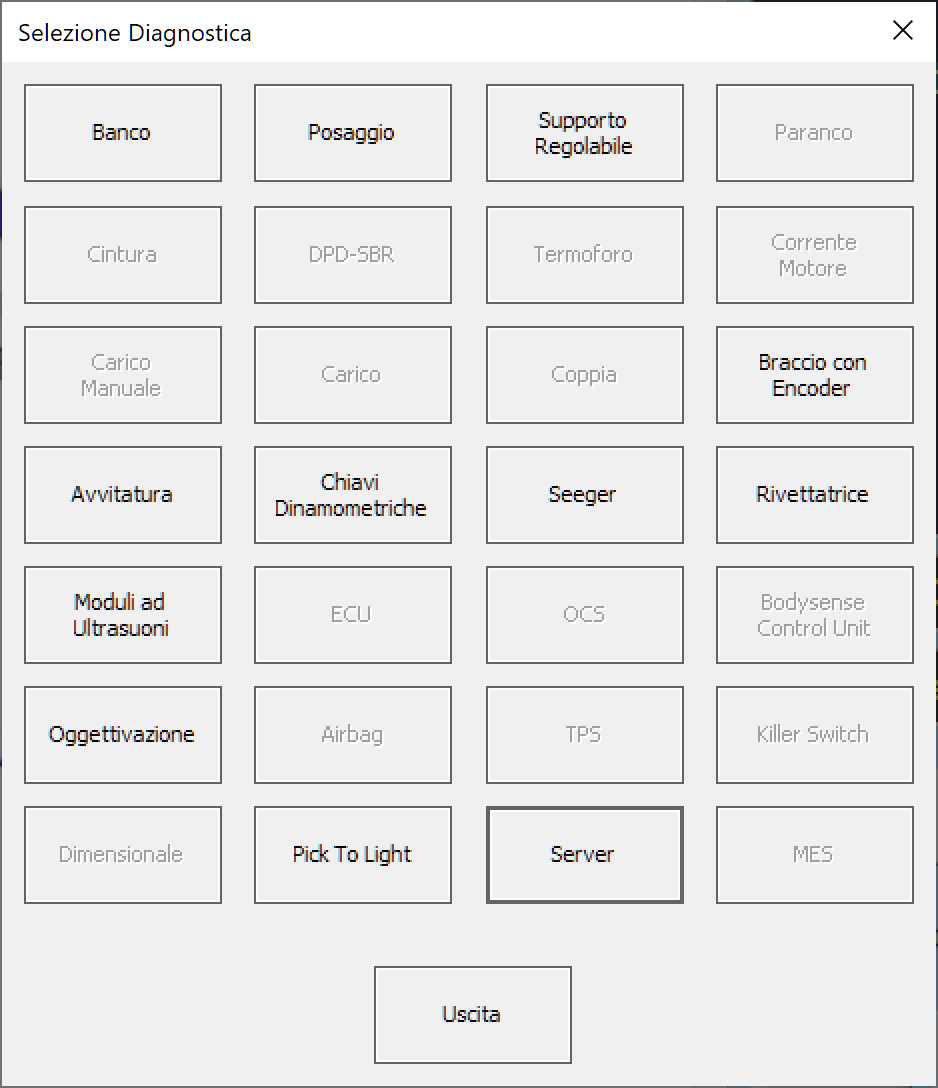 Selezione Diagnostica
Banco
Posaggio
Supporto
Regolabile
Paranco
Cintura
DPD-SBR
Termoforo
Corrente
Motore
Carico
Manuale
Carico
Coppia
Braccio con
Encoder
Avvitatura
Chiavi
Dinamometriche
Seeger
Rivettatrice
Moduli ad
Ultrasuoni
ECU
OCS
Bodysense
Control Unit
Oggettivazione
Airbag
TPS
Killer Switch
Dimensionale
Pick To Light
Server
MES
Uscita